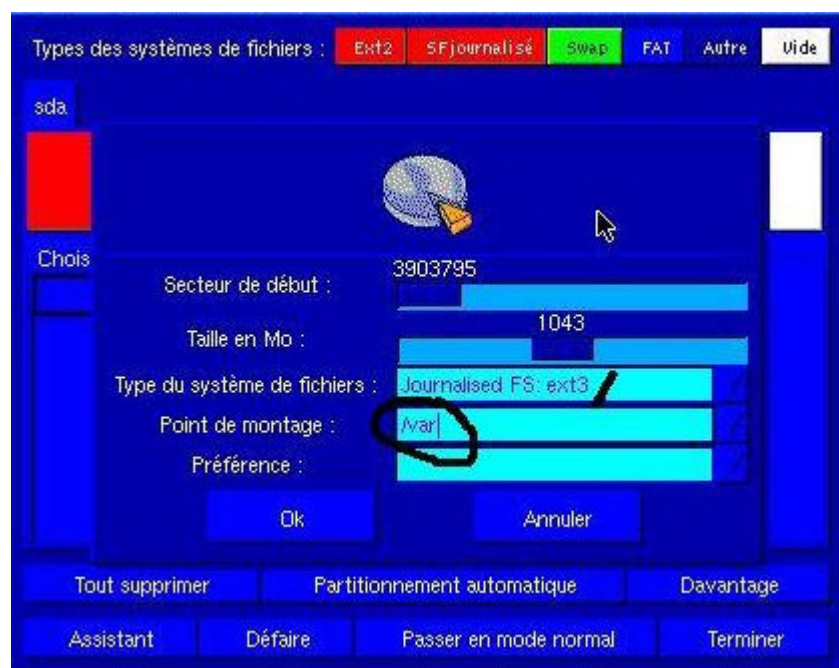 Types des systèmes de fichiers : Ext2 SFjournalisé Swap FAT Autre Vide
sda
Chois
Secteur de début : 3903795
Taille en Mo : 1043
Type du système de fichiers : Journalised FS: ext3
Point de montage : /var
Préférence :
Ok Annuler
Tout supprimer Partitionnement automatique Davantage
Assistant Défaire Passer en mode normal Terminer